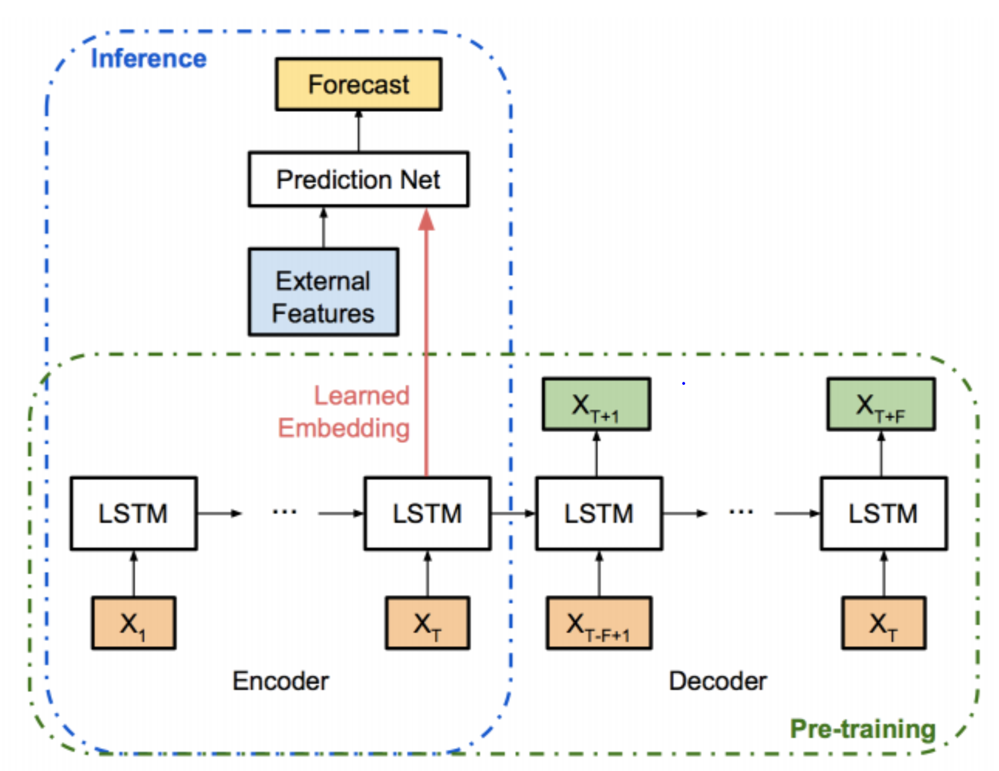 Inference
Forecast
Prediction Net
External
Features
Learned
Embedding
X_{T+1}
X_{T+F}
LSTM
...
LSTM
LSTM
...
LSTM
X_1
X_T
X_{T-F+1}
X_T
Encoder
Decoder
Pre-training